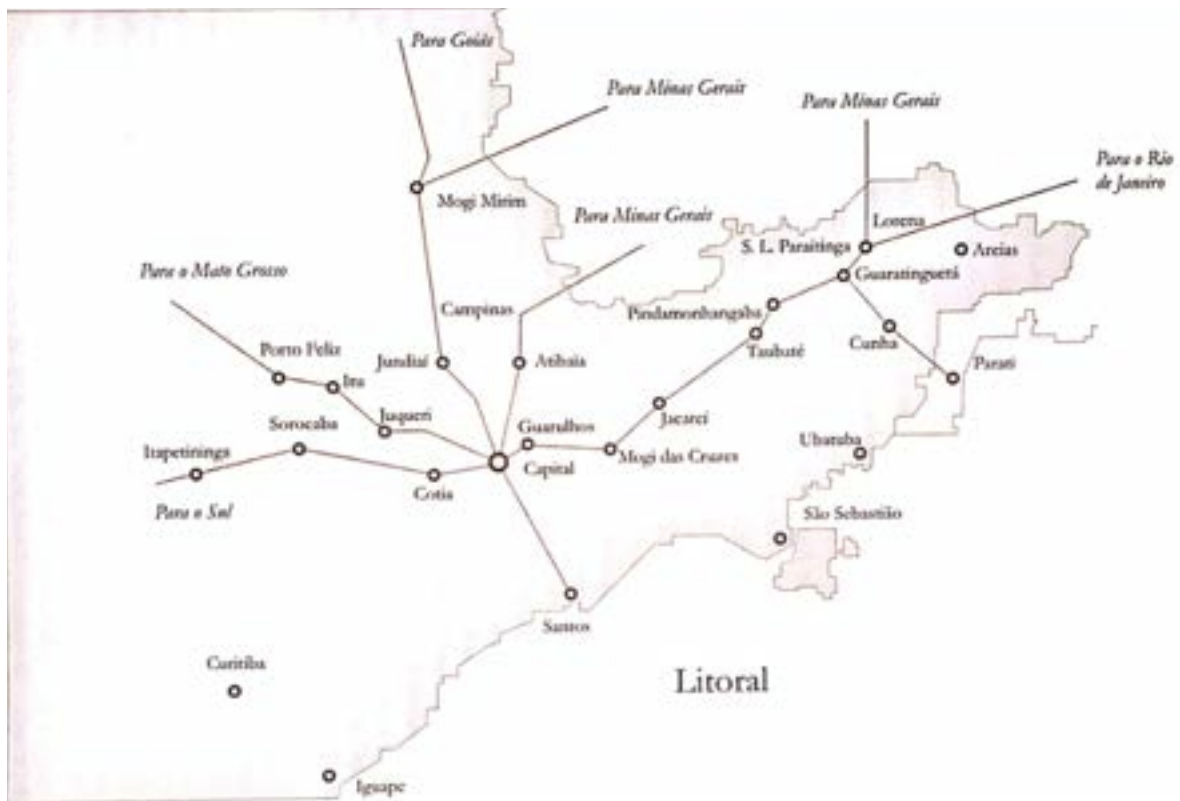 Para Goiás
Para Minas Gerais
Para Minas Gerais
Para o Rio
de Janeiro
Mogi Mirim
Para Minas Gerais
Lorena
S. L. Paraitinga
Areias
Para o Mato Grosso
Guaratinguetá
Campinas
Pindamonhangaba
Cunha
Taubaté
Porto Feliz
Jundiaí
Atibaia
Parati
Itu
Juqueri
Jacareí
Sorocaba
Guarulhos
Ubatuba
Itapetininga
Capital
Mogi das Cruzes
Cotia
Para o Sul
São Sebastião
Santos
Curitiba
Litoral
Iguape